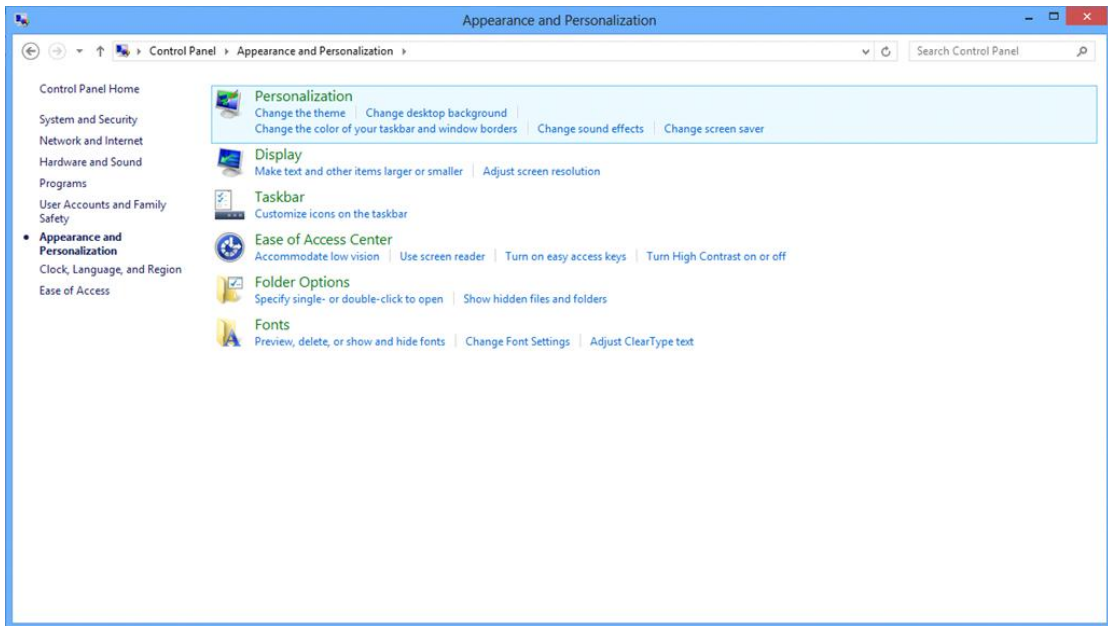 Appearance and Personalization
Control Panel Appearance and Personalization
Search Control Panel
Control Panel Home
System and Security
Network and Internet
Hardware and Sound
Programs
User Accounts and Family
Safety
Appearance and
Personalization
Clock, Language, and Region
Ease of Access
Personalization
Change the theme Change desktop background
Change the color of your taskbar and window borders Change sound effects Change screen saver
Display
Make text and other items larger or smaller Adjust screen resolution
Taskbar
Customize icons on the taskbar
Ease of Access Center
Accommodate low vision Use screen reader Turn on easy access keys Turn High Contrast on or off
Folder Options
Specify single- or double-click to open Show hidden files and folders
Fonts
Preview, delete, or show and hide fonts Change Font Settings Adjust ClearType text